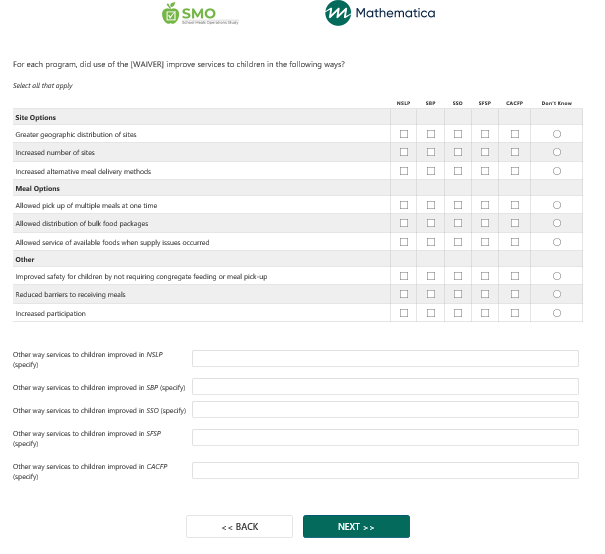 SMO
School Meals Operations Study
Mathematica
For each program, did use of the [WAIVER] improve services to children in the following ways?
Select all that apply
NSLP SBP SSO SFSP CACFP Don't Know
Site Options
Greater geographic distribution of sites
Increased number of sites
Increased alternative meal delivery methods
Meal Options
Allowed pick up of multiple meals at one time
Allowed distribution of bulk food packages
Allowed service of available foods when supply issues occurred
Other
Improved safety for children by not requiring congregate feeding or meal pick-up
Reduced barriers to receiving meals
Increased participation
Other way services to children improved in NSLP
(specify)
Other way services to children improved in SBP (specify)
Other way services to children improved in SSO (specify)
Other way services to children improved in SFSP
(specify)
Other way services to children improved in CACFP
(specify)
<< BACK NEXT >>